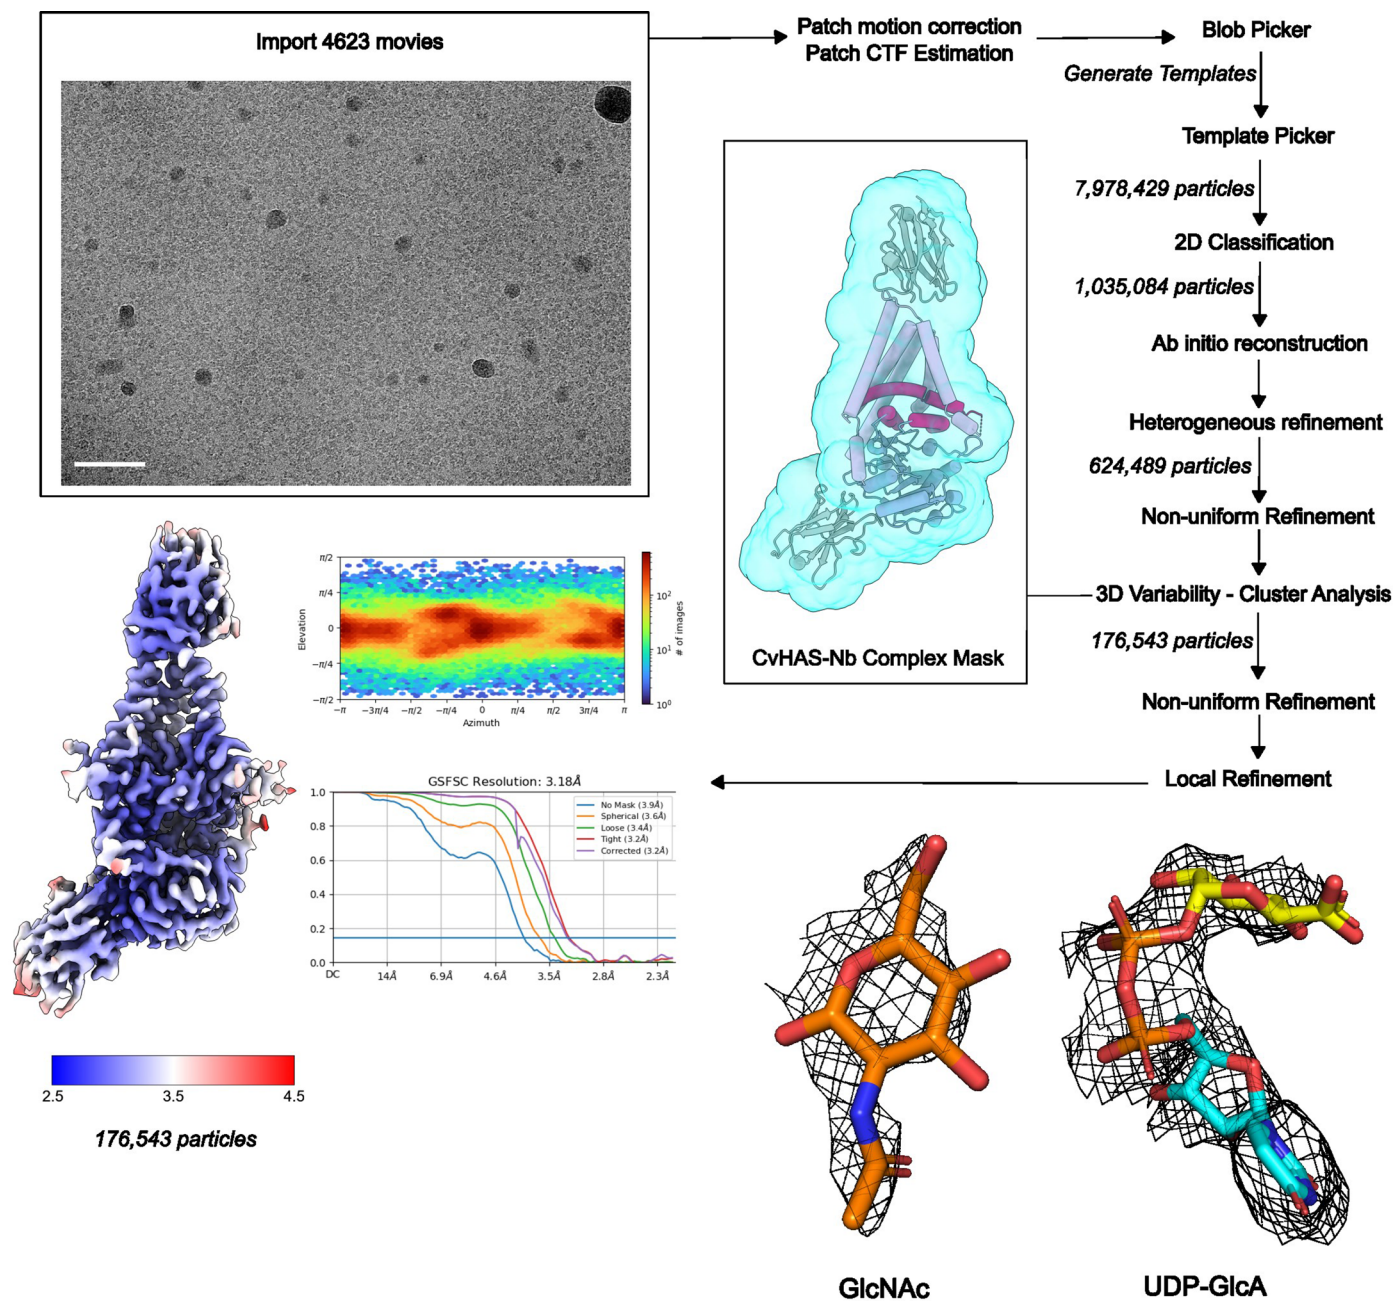 Import 4623 movies
Patch motion correction
Patch CTF Estimation
Blob Picker
Generate Templates
Template Picker
7,978,429 particles
2D Classification
1,035,084 particles
Ab initio reconstruction
Heterogeneous refinement
624,489 particles
Non-uniform Refinement
3D Variability - Cluster Analysis
176,543 particles
Non-uniform Refinement
Local Refinement
CvHAS-Nb Complex Mask
π/2
π/4
0
−π/4
−π/2
Elevation
−π −3π/4 −π/2 −π/4 0 π/4 π/2 3π/4 π
Azimuth
10²
10¹
10⁰
# of images
GSFSC Resolution: 3.18Å
1.0
0.8
0.6
0.4
0.2
0.0
No Mask (3.9Å)
Spherical (3.6Å)
Loose (3.4Å)
Tight (3.2Å)
Corrected (3.2Å)
DC 14Å 6.9Å 4.6Å 3.5Å 2.8Å 2.3Å
2.5 3.5 4.5
176,543 particles
GlcNAc
UDP-GlcA